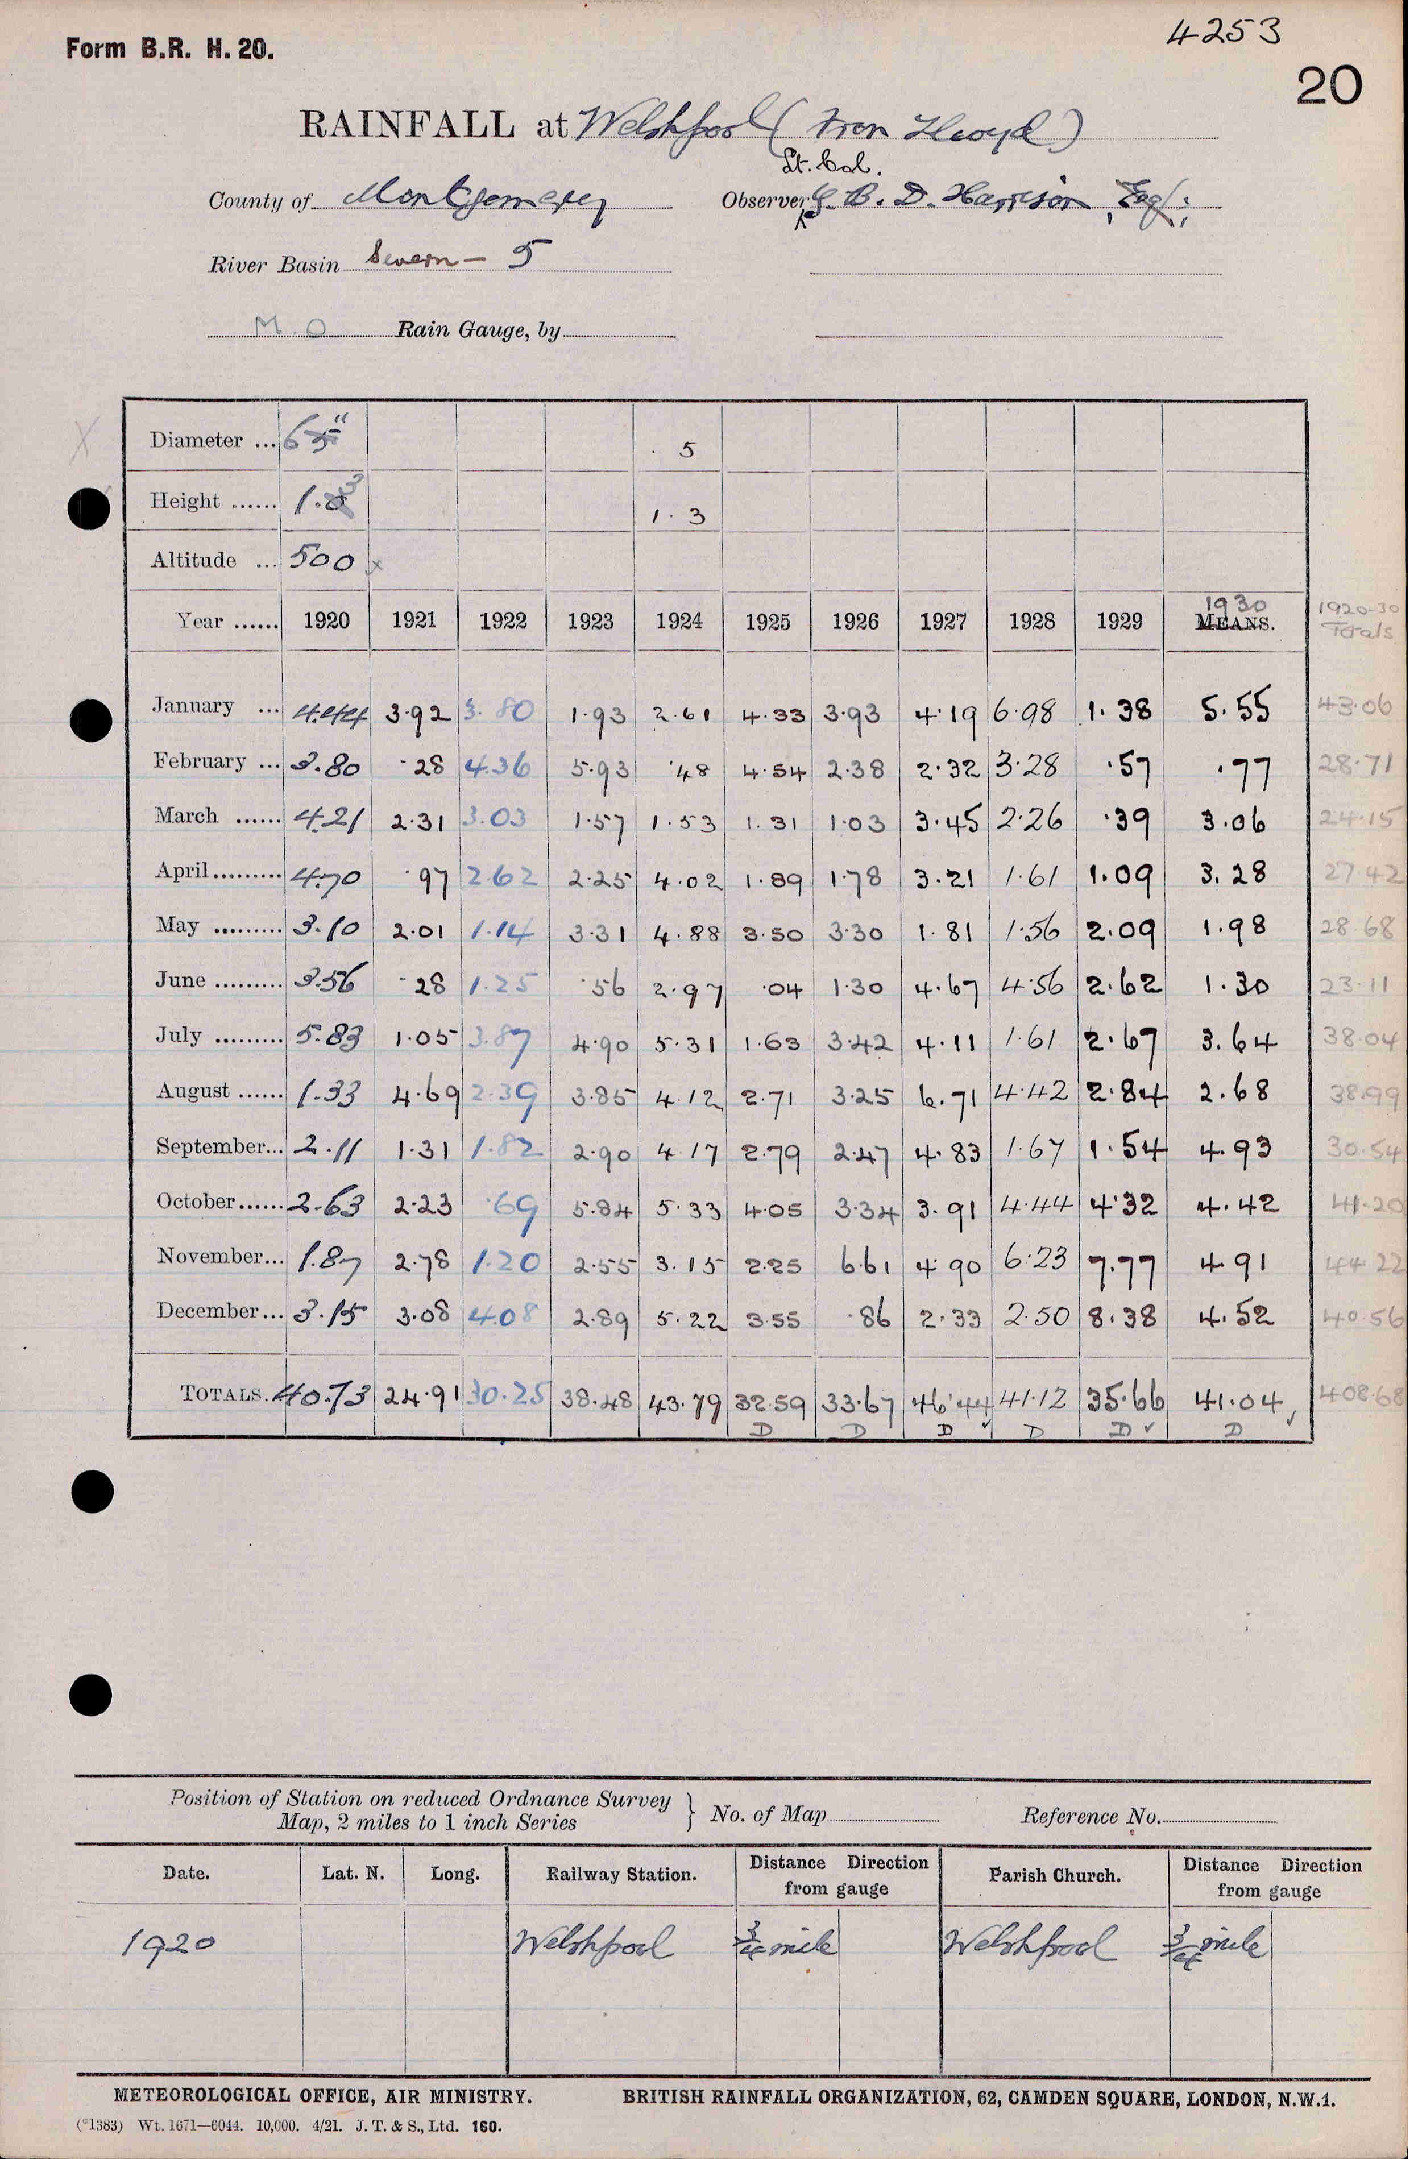 4253
Form B.R. H. 20.
20
RAINFALL at Welshpool (Fron Llwyd)
Lt. Col.
County of Montgomery Observer G. B. D. Harrison, Esq.
River Basin Severn - 5
M.O Rain Gauge, by
Diameter ... 6 5" 5
Height ...... 1.0 3 1.3
Altitude ... 500
Year ...... 1920 1921 1922 1923 1924 1925 1926 1927 1928 1929 1930 MEANS. 1920-30 Totals
January ... 4.44 3.92 3.80 1.93 2.61 4.33 3.93 4.19 6.98 1.38 5.55 43.06
February ... 3.80 .28 4.36 5.93 .48 4.54 2.38 2.32 3.28 .57 .77 28.71
March ...... 4.21 2.31 3.03 1.57 1.53 1.31 1.03 3.45 2.26 .39 3.06 24.15
April ......... 4.70 .97 2.62 2.25 4.02 1.89 1.78 3.21 1.61 1.09 3.28 27.42
May ......... 3.10 2.01 1.14 3.31 4.88 3.50 3.30 1.81 1.56 2.09 1.98 28.68
June ......... 3.56 .28 1.25 .56 2.97 .04 1.30 4.67 4.56 2.62 1.30 23.11
July ......... 5.83 1.05 3.87 4.90 5.31 1.63 3.42 4.11 1.61 2.67 3.64 38.04
August ...... 1.33 4.69 2.39 3.85 4.12 2.71 3.25 6.71 4.42 2.84 2.68 38.99
September... 2.11 1.31 1.82 2.90 4.17 2.79 2.47 4.83 1.67 1.54 4.93 30.54
October ...... 2.63 2.23 .69 5.84 5.33 4.05 3.34 3.91 4.44 4.32 4.42 41.20
November... 1.87 2.78 1.20 2.55 3.15 2.25 6.61 4.90 6.23 7.77 4.91 44.22
December... 3.15 3.08 4.08 2.89 5.22 3.55 .86 2.33 2.50 8.38 4.52 40.56
TOTALS. 40.73 24.91 30.25 38.48 43.79 32.59 33.67 46.44 41.12 35.66 41.04 408.68
D D D D D D
Position of Station on reduced Ordnance Survey
Map, 2 miles to 1 inch Series } No. of Map Reference No.
Date. Lat. N. Long. Railway Station. Distance Direction from gauge Parish Church. Distance Direction from gauge
1920 Welshpool 3/4 mile Welshpool 3/4 mile
METEOROLOGICAL OFFICE, AIR MINISTRY. BRITISH RAINFALL ORGANIZATION, 62, CAMDEN SQUARE, LONDON, N.W.1.
(*1383) Wt. 1671—6044. 10,000. 4/21. J. T. & S., Ltd. 160.